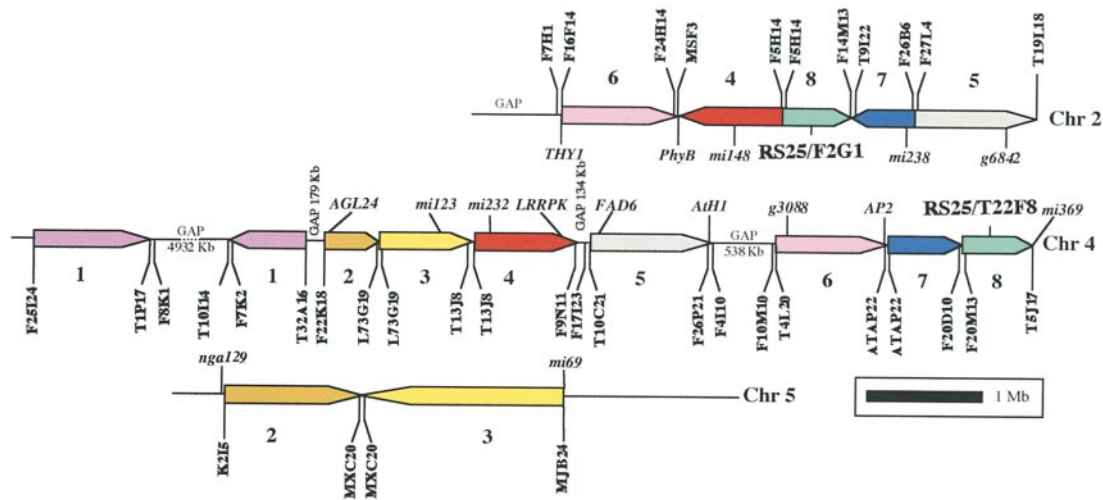 F7H1 F16F14 F24H14 MSF3 F5H14 F5H14 F14M13 T9I22 F26B6 F27L4 T19L18
6 4 8 7 5
GAP
Chr 2
THY1 PhyB mi148 RS25/F2G1 mi238 g6842
GAP 179 Kb GAP 134 Kb
AGL24 mi123 mi232 LRRPK FAD6 AtH1 g3088 AP2 RS25/T22F8 mi369
GAP GAP
4932 Kb 538 Kb
Chr 4
1 1 2 3 4 5 6 7 8
F25I24 T1P17 F8K1 T10I14 F7K2 T32A16 F22K18 L73G19 L73G19 T13J8 T13J8 F9N11 F17I23 T10C21 F26P21 F4I10 F10M10 T4L20 ATAP22 ATAP22 F20D10 F20M13 T5J17
nga129 mi69
Chr 5
1 Mb
2 3
K2I5 MXC20 MXC20 MJB24